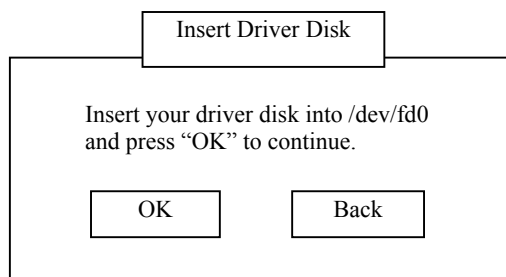 Insert Driver Disk
Insert your driver disk into /dev/fd0
and press “OK” to continue.
OK
Back